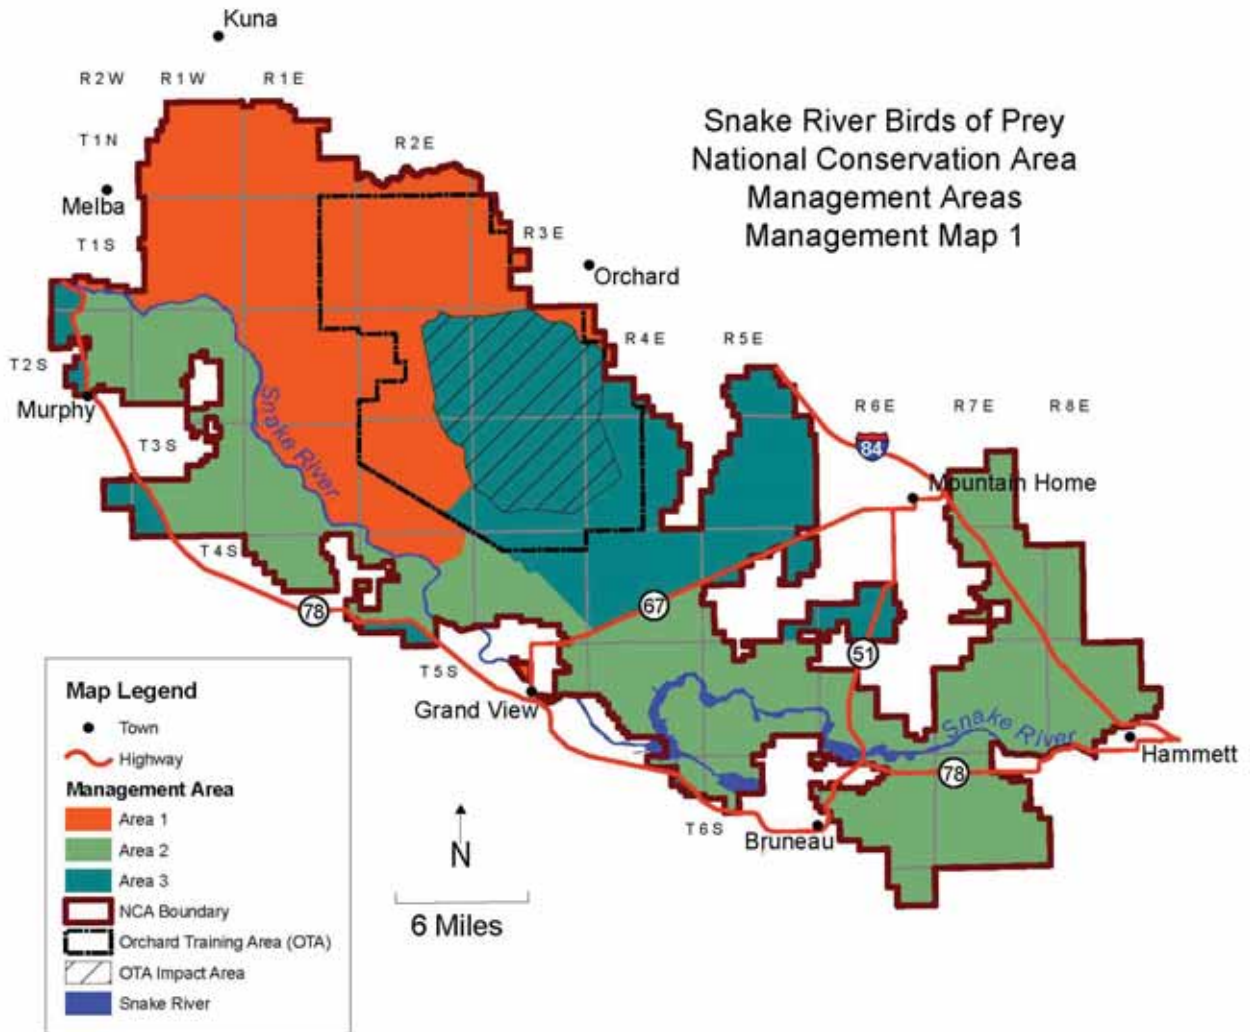 Kuna
R2W R1W R1E
Snake River Birds of Prey
National Conservation Area
Management Areas
Management Map 1
T1N
R2E
Melba
T1S
R3E
Orchard
R4E
R5E
T2S
Murphy
Snake River
R6E
R7E
R8E
T3S
84
Mountain Home
T4S
78
67
51
T5S
Grand View
Snake River
Hammett
78
T6S
Bruneau
N
6 Miles
Map Legend
Town
Highway
Management Area
Area 1
Area 2
Area 3
NCA Boundary
Orchard Training Area (OTA)
OTA Impact Area
Snake River